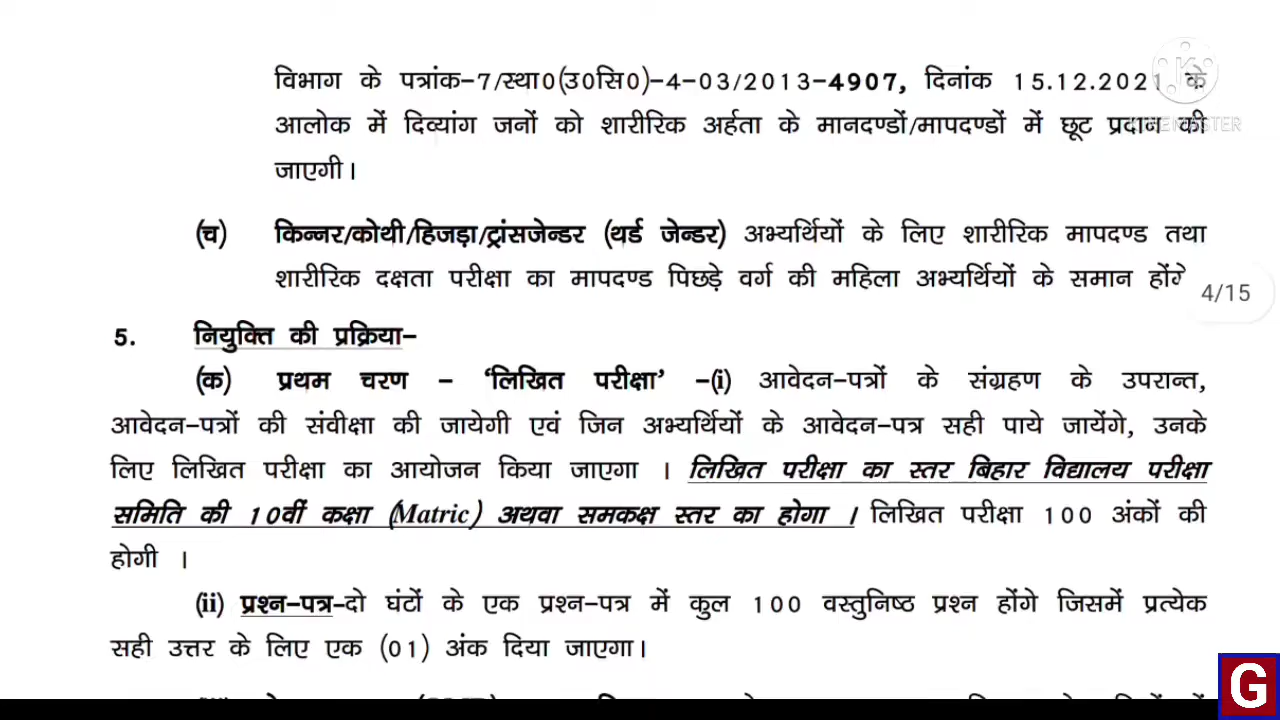 विभाग के पत्रांक-7/स्था0(उ0सि0)-4-03/2013-4907, दिनांक 15.12.2021 के
आलोक में दिव्यांग जनों को शारीरिक अर्हता के मानदण्डों/मापदण्डों में छूट प्रदान की
जाएगी।
KINEMASTER
(च) किन्नर/कोथी/हिजड़ा/ट्रांसजेन्डर (थर्ड जेन्डर) अभ्यर्थियों के लिए शारीरिक मापदण्ड तथा
शारीरिक दक्षता परीक्षा का मापदण्ड पिछड़े वर्ग की महिला अभ्यर्थियों के समान होंगे
4/15
5. नियुक्ति की प्रक्रिया-
(क) प्रथम चरण - 'लिखित परीक्षा' -(i) आवेदन-पत्रों के संग्रहण के उपरान्त,
आवेदन-पत्रों की संवीक्षा की जायेगी एवं जिन अभ्यर्थियों के आवेदन-पत्र सही पाये जायेंगे, उनके
लिए लिखित परीक्षा का आयोजन किया जाएगा । लिखित परीक्षा का स्तर बिहार विद्यालय परीक्षा
समिति की 10वीं कक्षा (Matric) अथवा समकक्ष स्तर का होगा । लिखित परीक्षा 100 अंकों की
होगी ।
(ii) प्रश्न-पत्र-दो घंटों के एक प्रश्न-पत्र में कुल 100 वस्तुनिष्ठ प्रश्न होंगे जिसमें प्रत्येक
सही उत्तर के लिए एक (01) अंक दिया जाएगा।
G